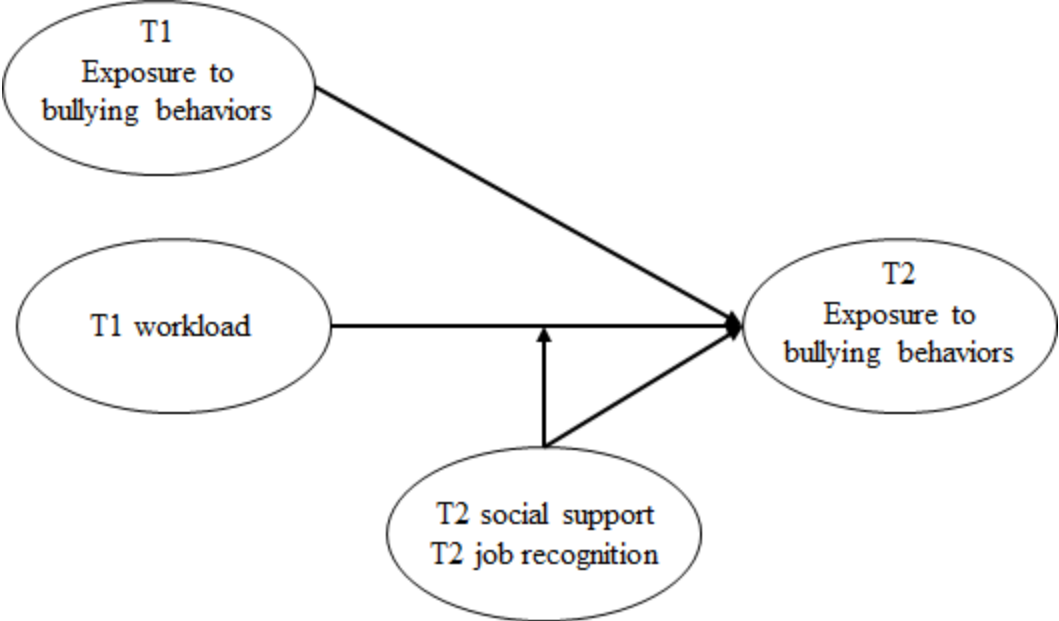 T1
Exposure to
bullying behaviors
T1 workload
T2
Exposure to
bullying behaviors
T2 social support
T2 job recognition